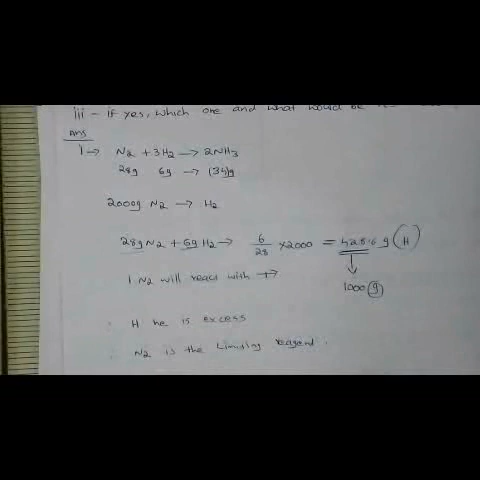 iii - if yes, which one and what would be
ans
1 → N2 + 3H2 → 2NH3
28g 6g → (34)g
2000g N2 → H2
28g N2 + 6g H2 → 6/28 × 2000 = 428.6 g (H)
1 N2 will react with →
1000 g
∴ H he is excess
∴ N2 is the Limiting reagent.